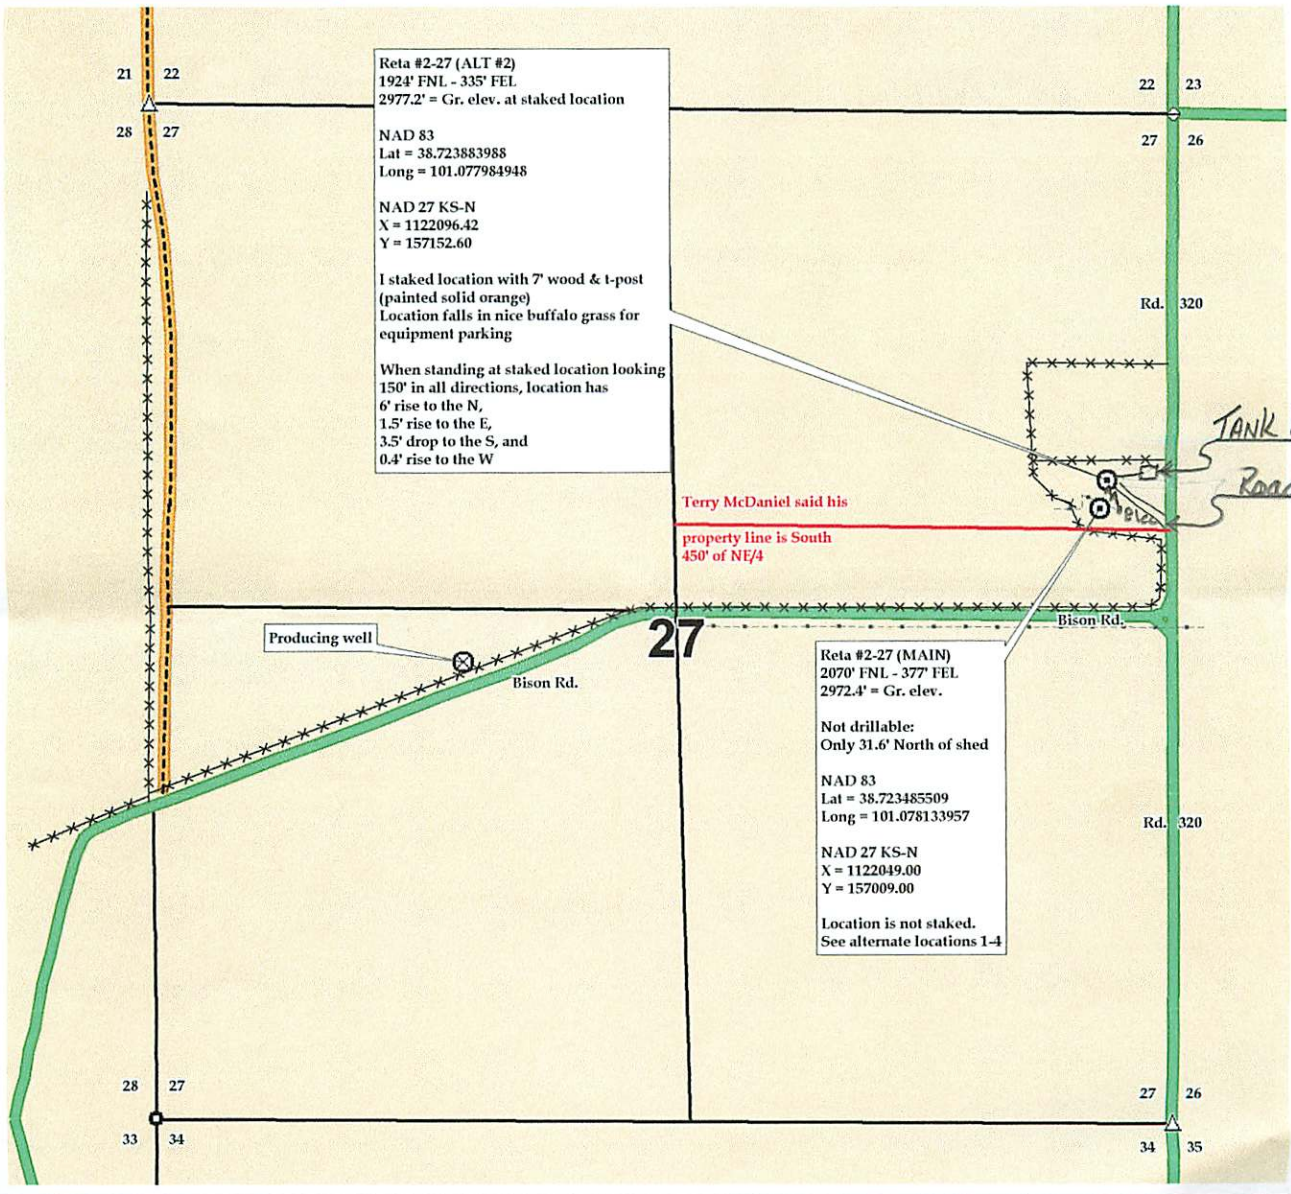 21 22
28 27
22 23
27 26
Reta #2-27 (ALT #2)
1924' FNL - 335' FEL
2977.2' = Gr. elev. at staked location
NAD 83
Lat = 38.723883988
Long = 101.077984948
NAD 27 KS-N
X = 1122096.42
Y = 157152.60
I staked location with 7' wood & t-post
(painted solid orange)
Location falls in nice buffalo grass for
equipment parking
When standing at staked location looking
150' in all directions, location has
6' rise to the N,
1.5' rise to the E,
3.5' drop to the S, and
0.4' rise to the W
Rd. 320
TANK
Road
Terry McDaniel said his
property line is South
450' of NE/4
Elec
Bison Rd.
27
Producing well
Bison Rd.
Reta #2-27 (MAIN)
2070' FNL - 377' FEL
2972.4' = Gr. elev.
Not drillable:
Only 31.6' North of shed
NAD 83
Lat = 38.723485509
Long = 101.078133957
NAD 27 KS-N
X = 1122049.00
Y = 157009.00
Location is not staked.
See alternate locations 1-4
Rd. 320
28 27
33 34
27 26
34 35